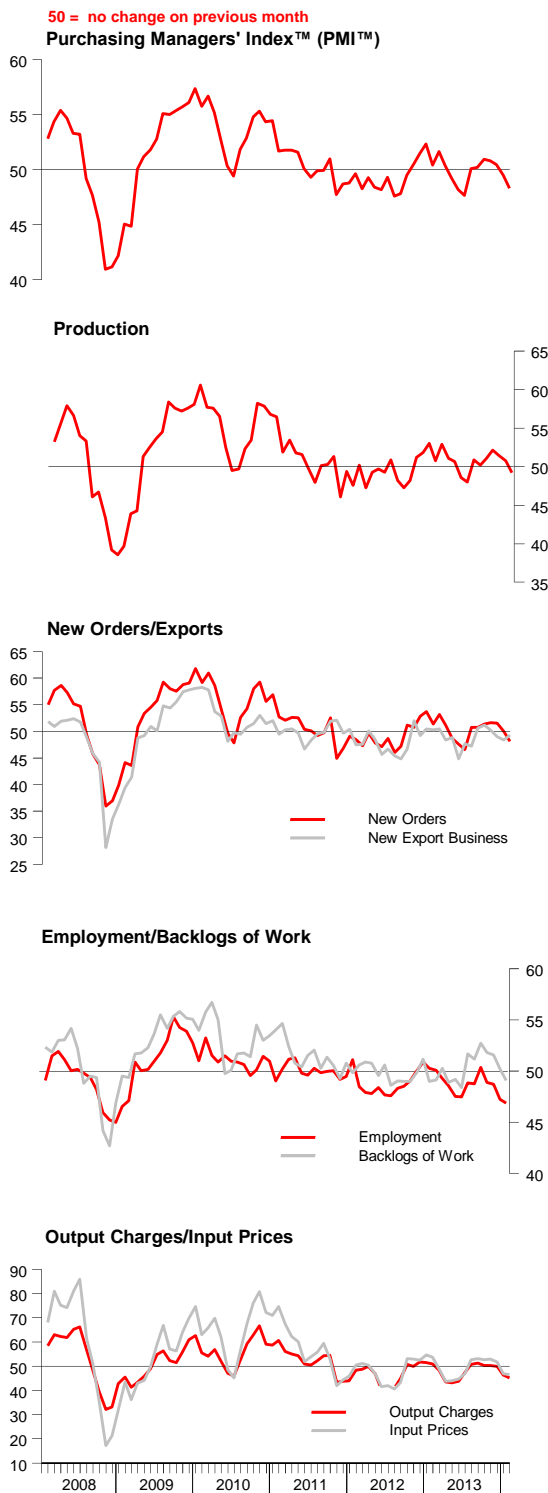 50 = no change on previous month
Purchasing Managers' Index™ (PMI™)
60
55
50
45
40
Production
65
60
55
50
45
40
35
New Orders/Exports
65
60
55
50
45
40
35
30
25
New Orders
New Export Business
Employment/Backlogs of Work
60
55
50
45
40
Employment
Backlogs of Work
Output Charges/Input Prices
90
80
70
60
50
40
30
20
10
Output Charges
Input Prices
2008 2009 2010 2011 2012 2013